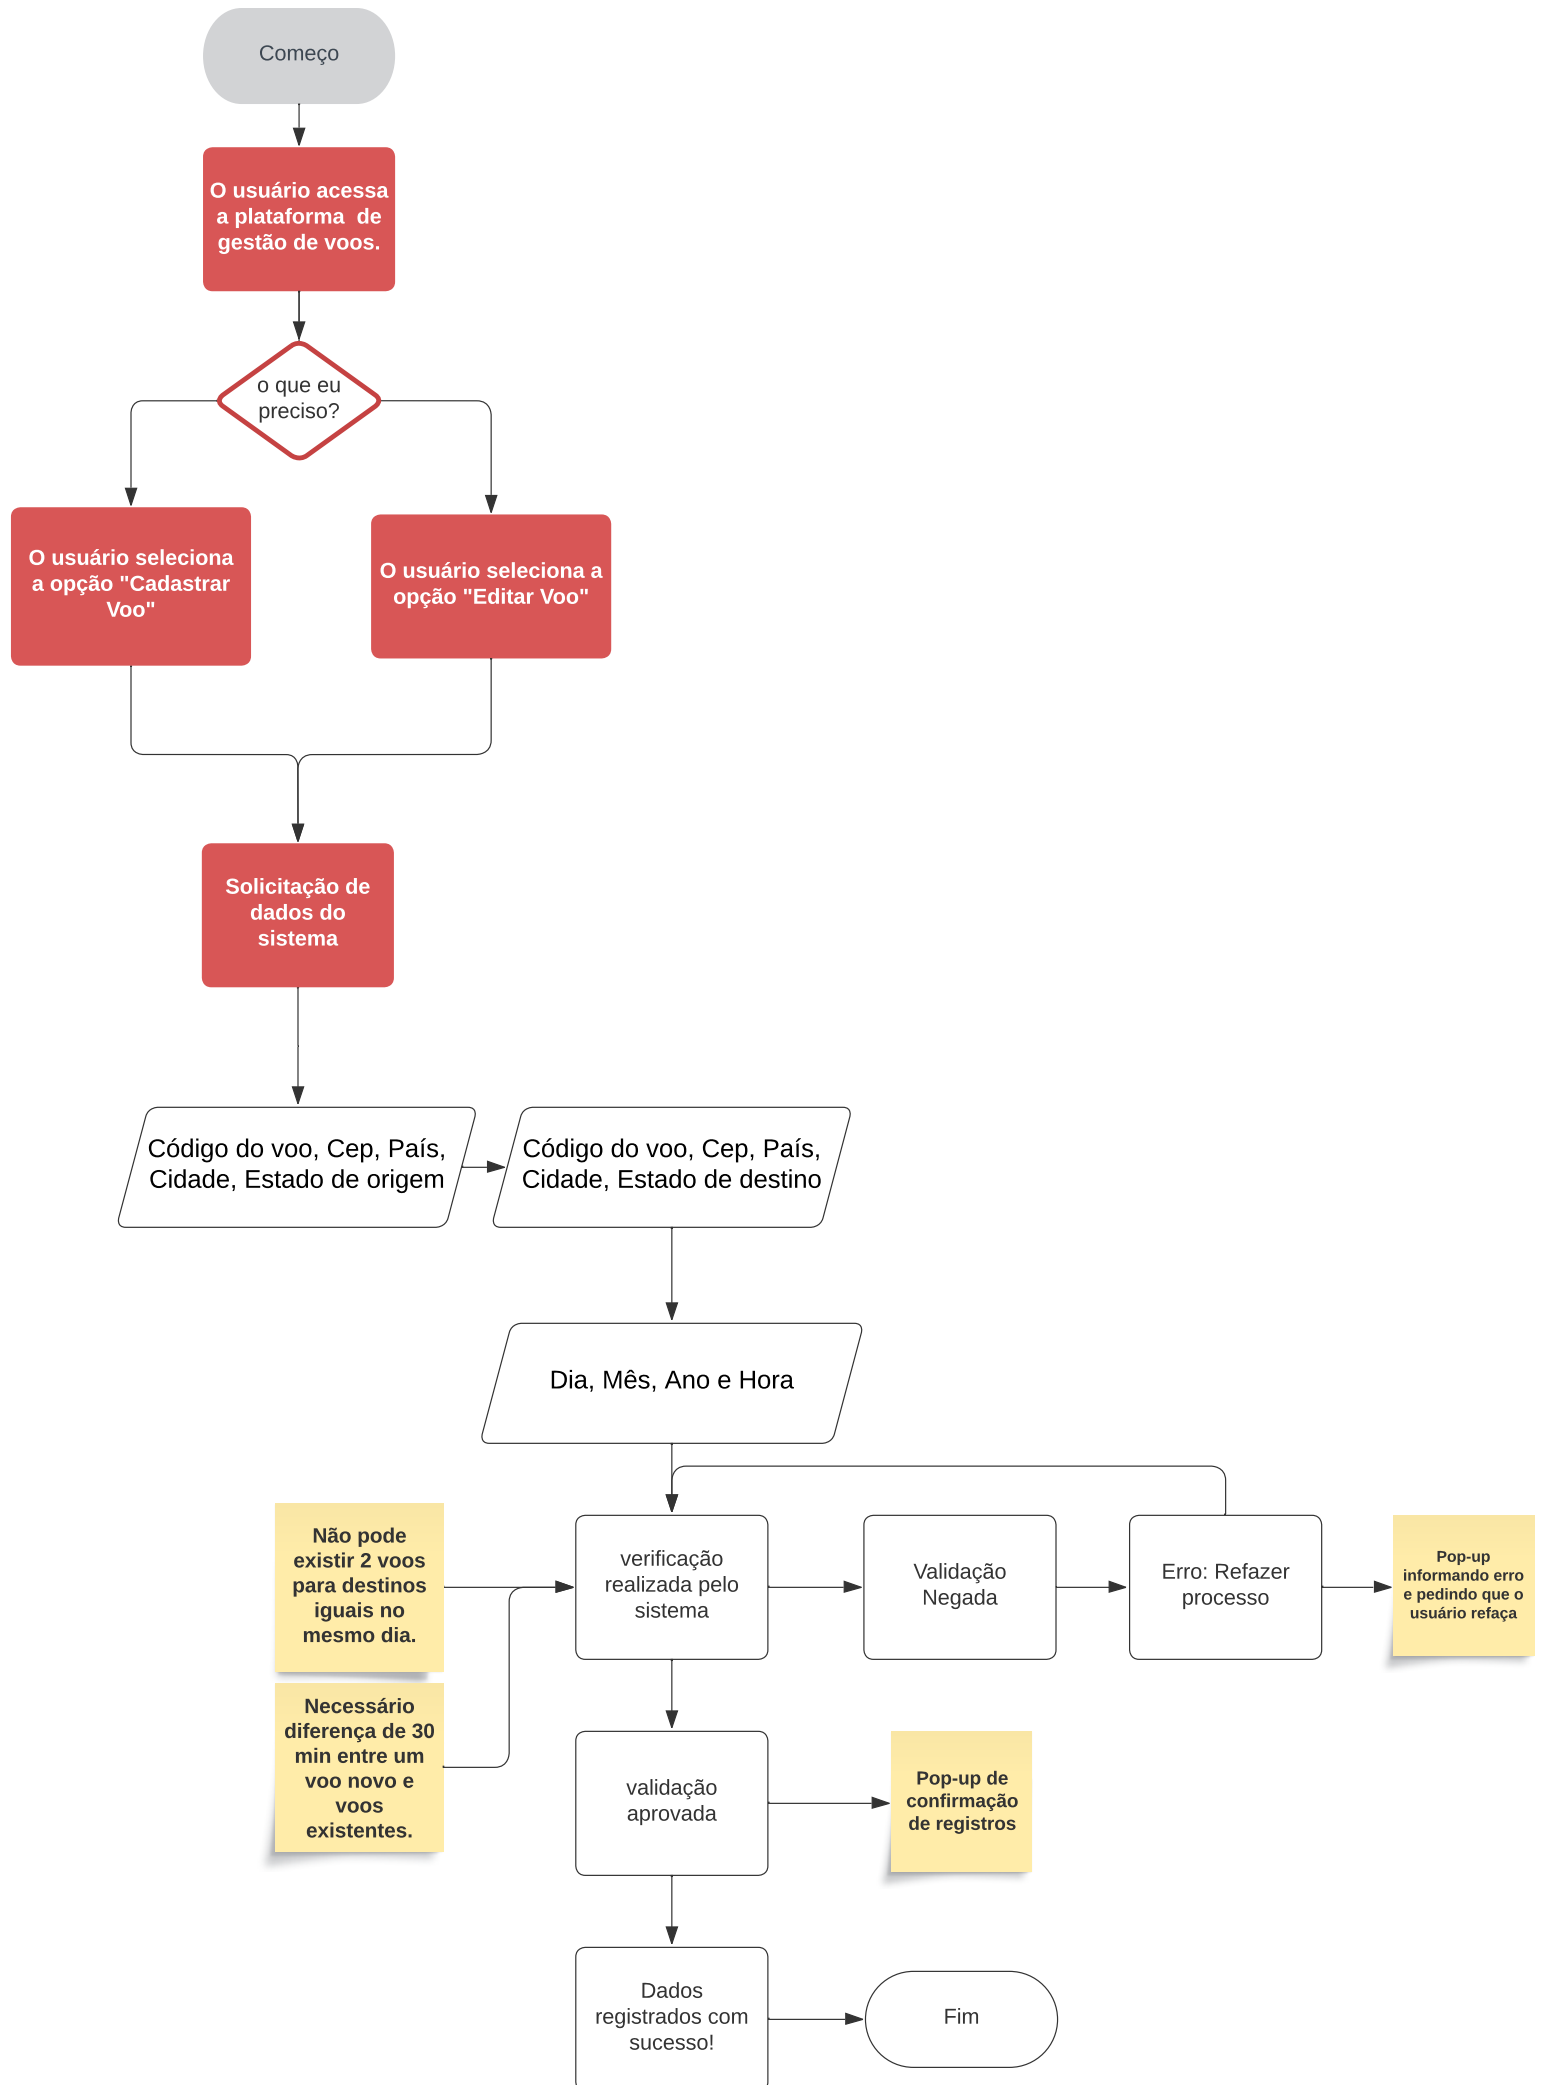 Começo
O usuário acessa
a plataforma  de
gestão de voos.
o que eu
preciso?
O usuário seleciona
a opção "Cadastrar
Voo"
O usuário seleciona a
opção "Editar Voo"
Solicitação de
dados do
sistema
Código do voo, Cep, País,
Cidade, Estado de origem
Código do voo, Cep, País,
Cidade, Estado de destino
Dia, Mês, Ano e Hora
Não pode
existir 2 voos
para destinos
iguais no
mesmo dia.
verificação
realizada pelo
sistema
Validação
Negada
Erro: Refazer
processo
Pop-up
informando erro
e pedindo que o
usuário refaça
Necessário
diferença de 30
min entre um
voo novo e
voos
existentes.
validação
aprovada
Pop-up de
confirmação
de registros
Dados
registrados com
sucesso!
Fim